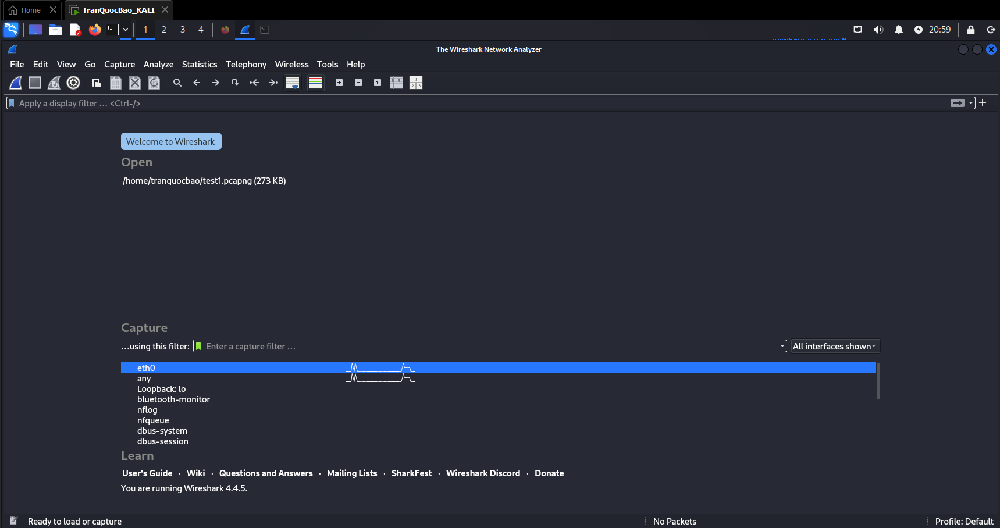 Home
TranQuocBao_KALI
1 2 3 4
20:59
The Wireshark Network Analyzer
File Edit View Go Capture Analyze Statistics Telephony Wireless Tools Help
Apply a display filter … <Ctrl-/>
Welcome to Wireshark
Open
/home/tranquocbao/test1.pcapng (273 KB)
Capture
…using this filter: Enter a capture filter … All interfaces shown
eth0
any
Loopback: lo
bluetooth-monitor
nflog
nfqueue
dbus-system
dbus-session
Learn
User's Guide · Wiki · Questions and Answers · Mailing Lists · SharkFest · Wireshark Discord · Donate
You are running Wireshark 4.4.5.
Ready to load or capture
No Packets
Profile: Default